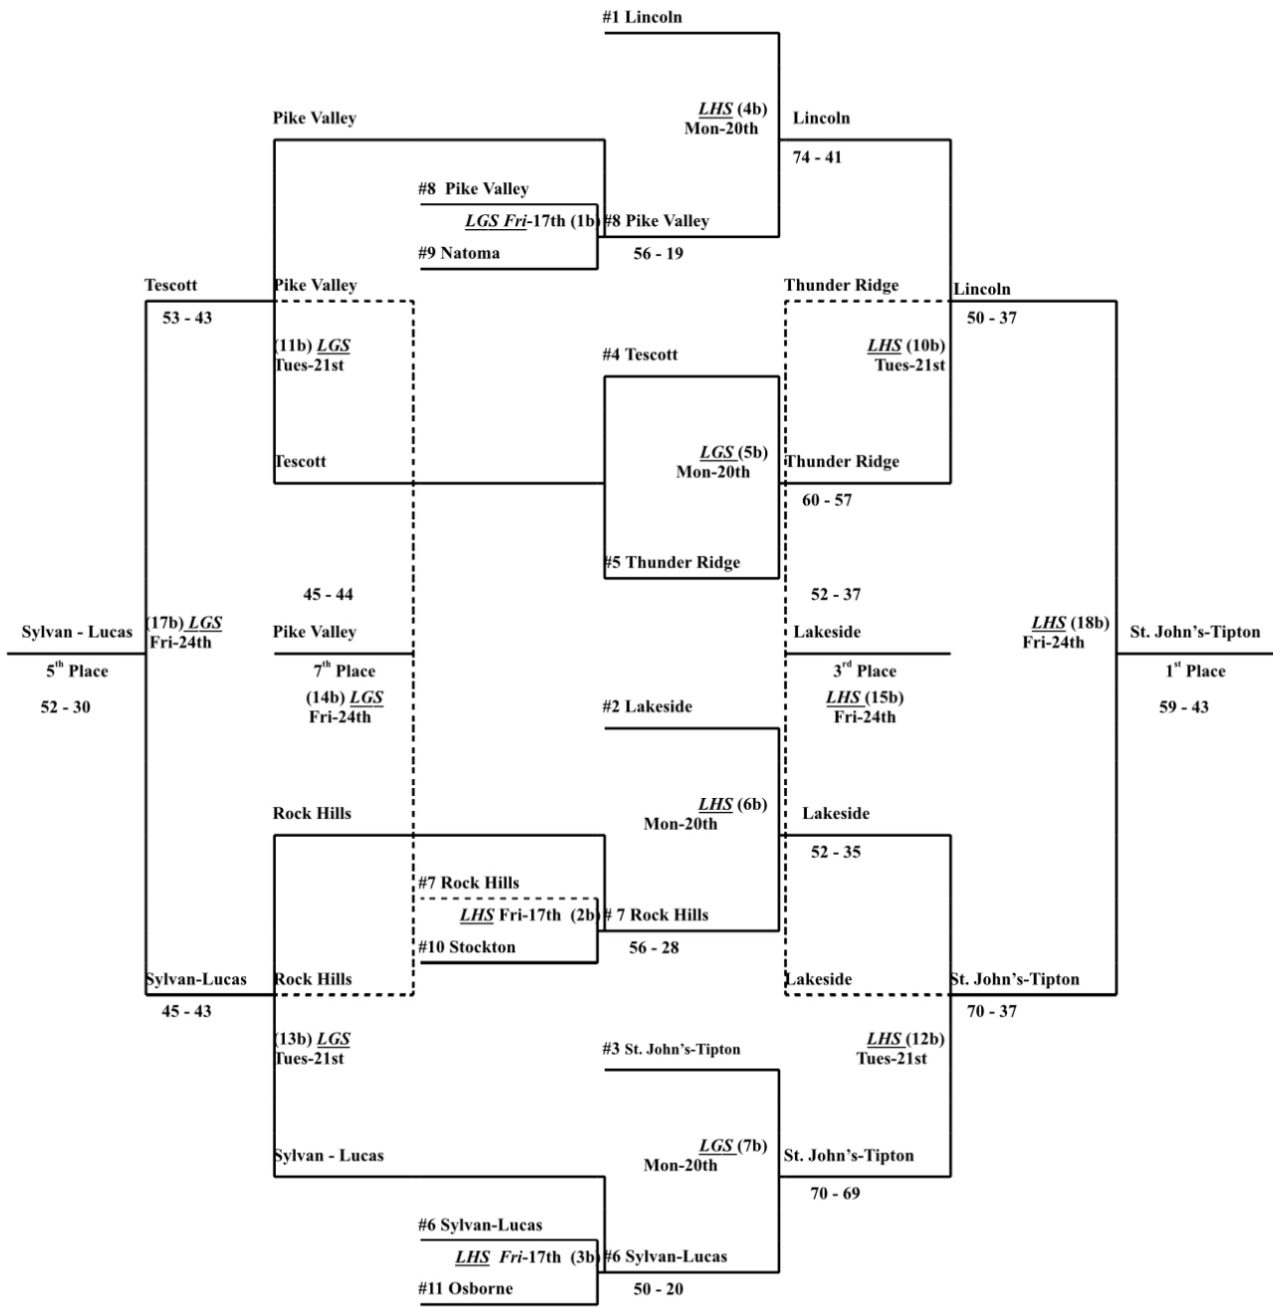 #1 Lincoln
LHS (4b)
Mon-20th
Pike Valley
Lincoln
74 - 41
#8 Pike Valley
LGS Fri-17th (1b)
#8 Pike Valley
#9 Natoma
56 - 19
Tescott
Pike Valley
Thunder Ridge
Lincoln
53 - 43
50 - 37
(11b) LGS
Tues-21st
LHS (10b)
Tues-21st
#4 Tescott
Tescott
LGS (5b)
Mon-20th
Thunder Ridge
60 - 57
#5 Thunder Ridge
45 - 44
52 - 37
Sylvan - Lucas
(17b) LGS
Fri-24th
Pike Valley
Lakeside
LHS (18b)
Fri-24th
St. John's-Tipton
5th Place
7th Place
3rd Place
1st Place
52 - 30
(14b) LGS
Fri-24th
LHS (15b)
Fri-24th
59 - 43
#2 Lakeside
LHS (6b)
Mon-20th
Rock Hills
Lakeside
52 - 35
#7 Rock Hills
LHS Fri-17th (2b)
# 7 Rock Hills
#10 Stockton
56 - 28
Sylvan-Lucas
Rock Hills
Lakeside
St. John's-Tipton
45 - 43
70 - 37
(13b) LGS
Tues-21st
LHS (12b)
Tues-21st
#3 St. John's-Tipton
Sylvan - Lucas
LGS (7b)
Mon-20th
St. John's-Tipton
70 - 69
#6 Sylvan-Lucas
LHS Fri-17th (3b)
#6 Sylvan-Lucas
#11 Osborne
50 - 20